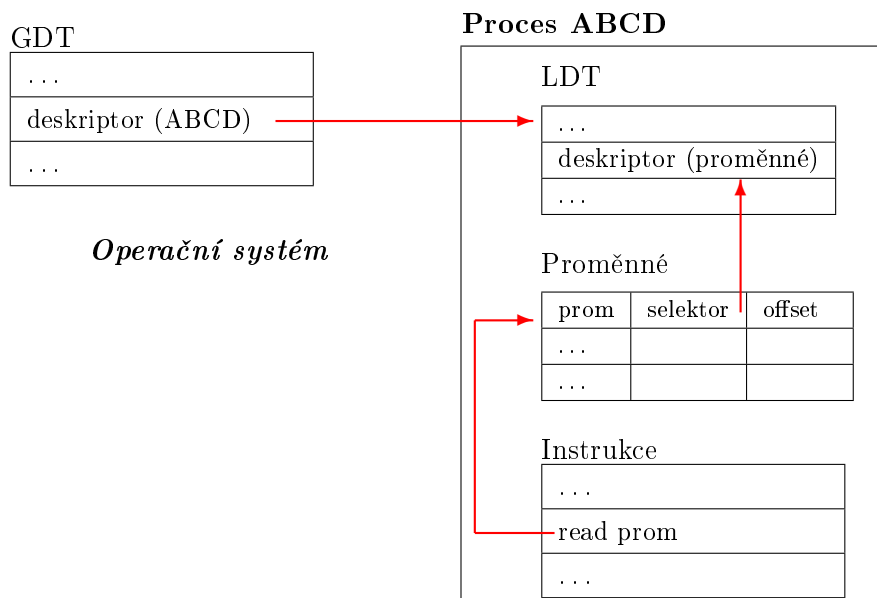 GDT
...
deskriptor (ABCD)
...
Operační systém
Proces ABCD
LDT
...
deskriptor (proměnné)
...
Proměnné
prom selektor offset
...
...
Instrukce
...
read prom
...